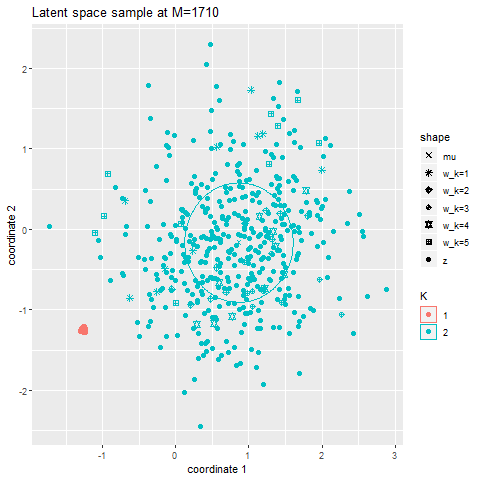 Latent space sample at M=1710
coordinate 2
2
1
0
-1
-2
-1
0
1
2
3
coordinate 1
shape
mu
w_k=1
w_k=2
w_k=3
w_k=4
w_k=5
z
K
1
2